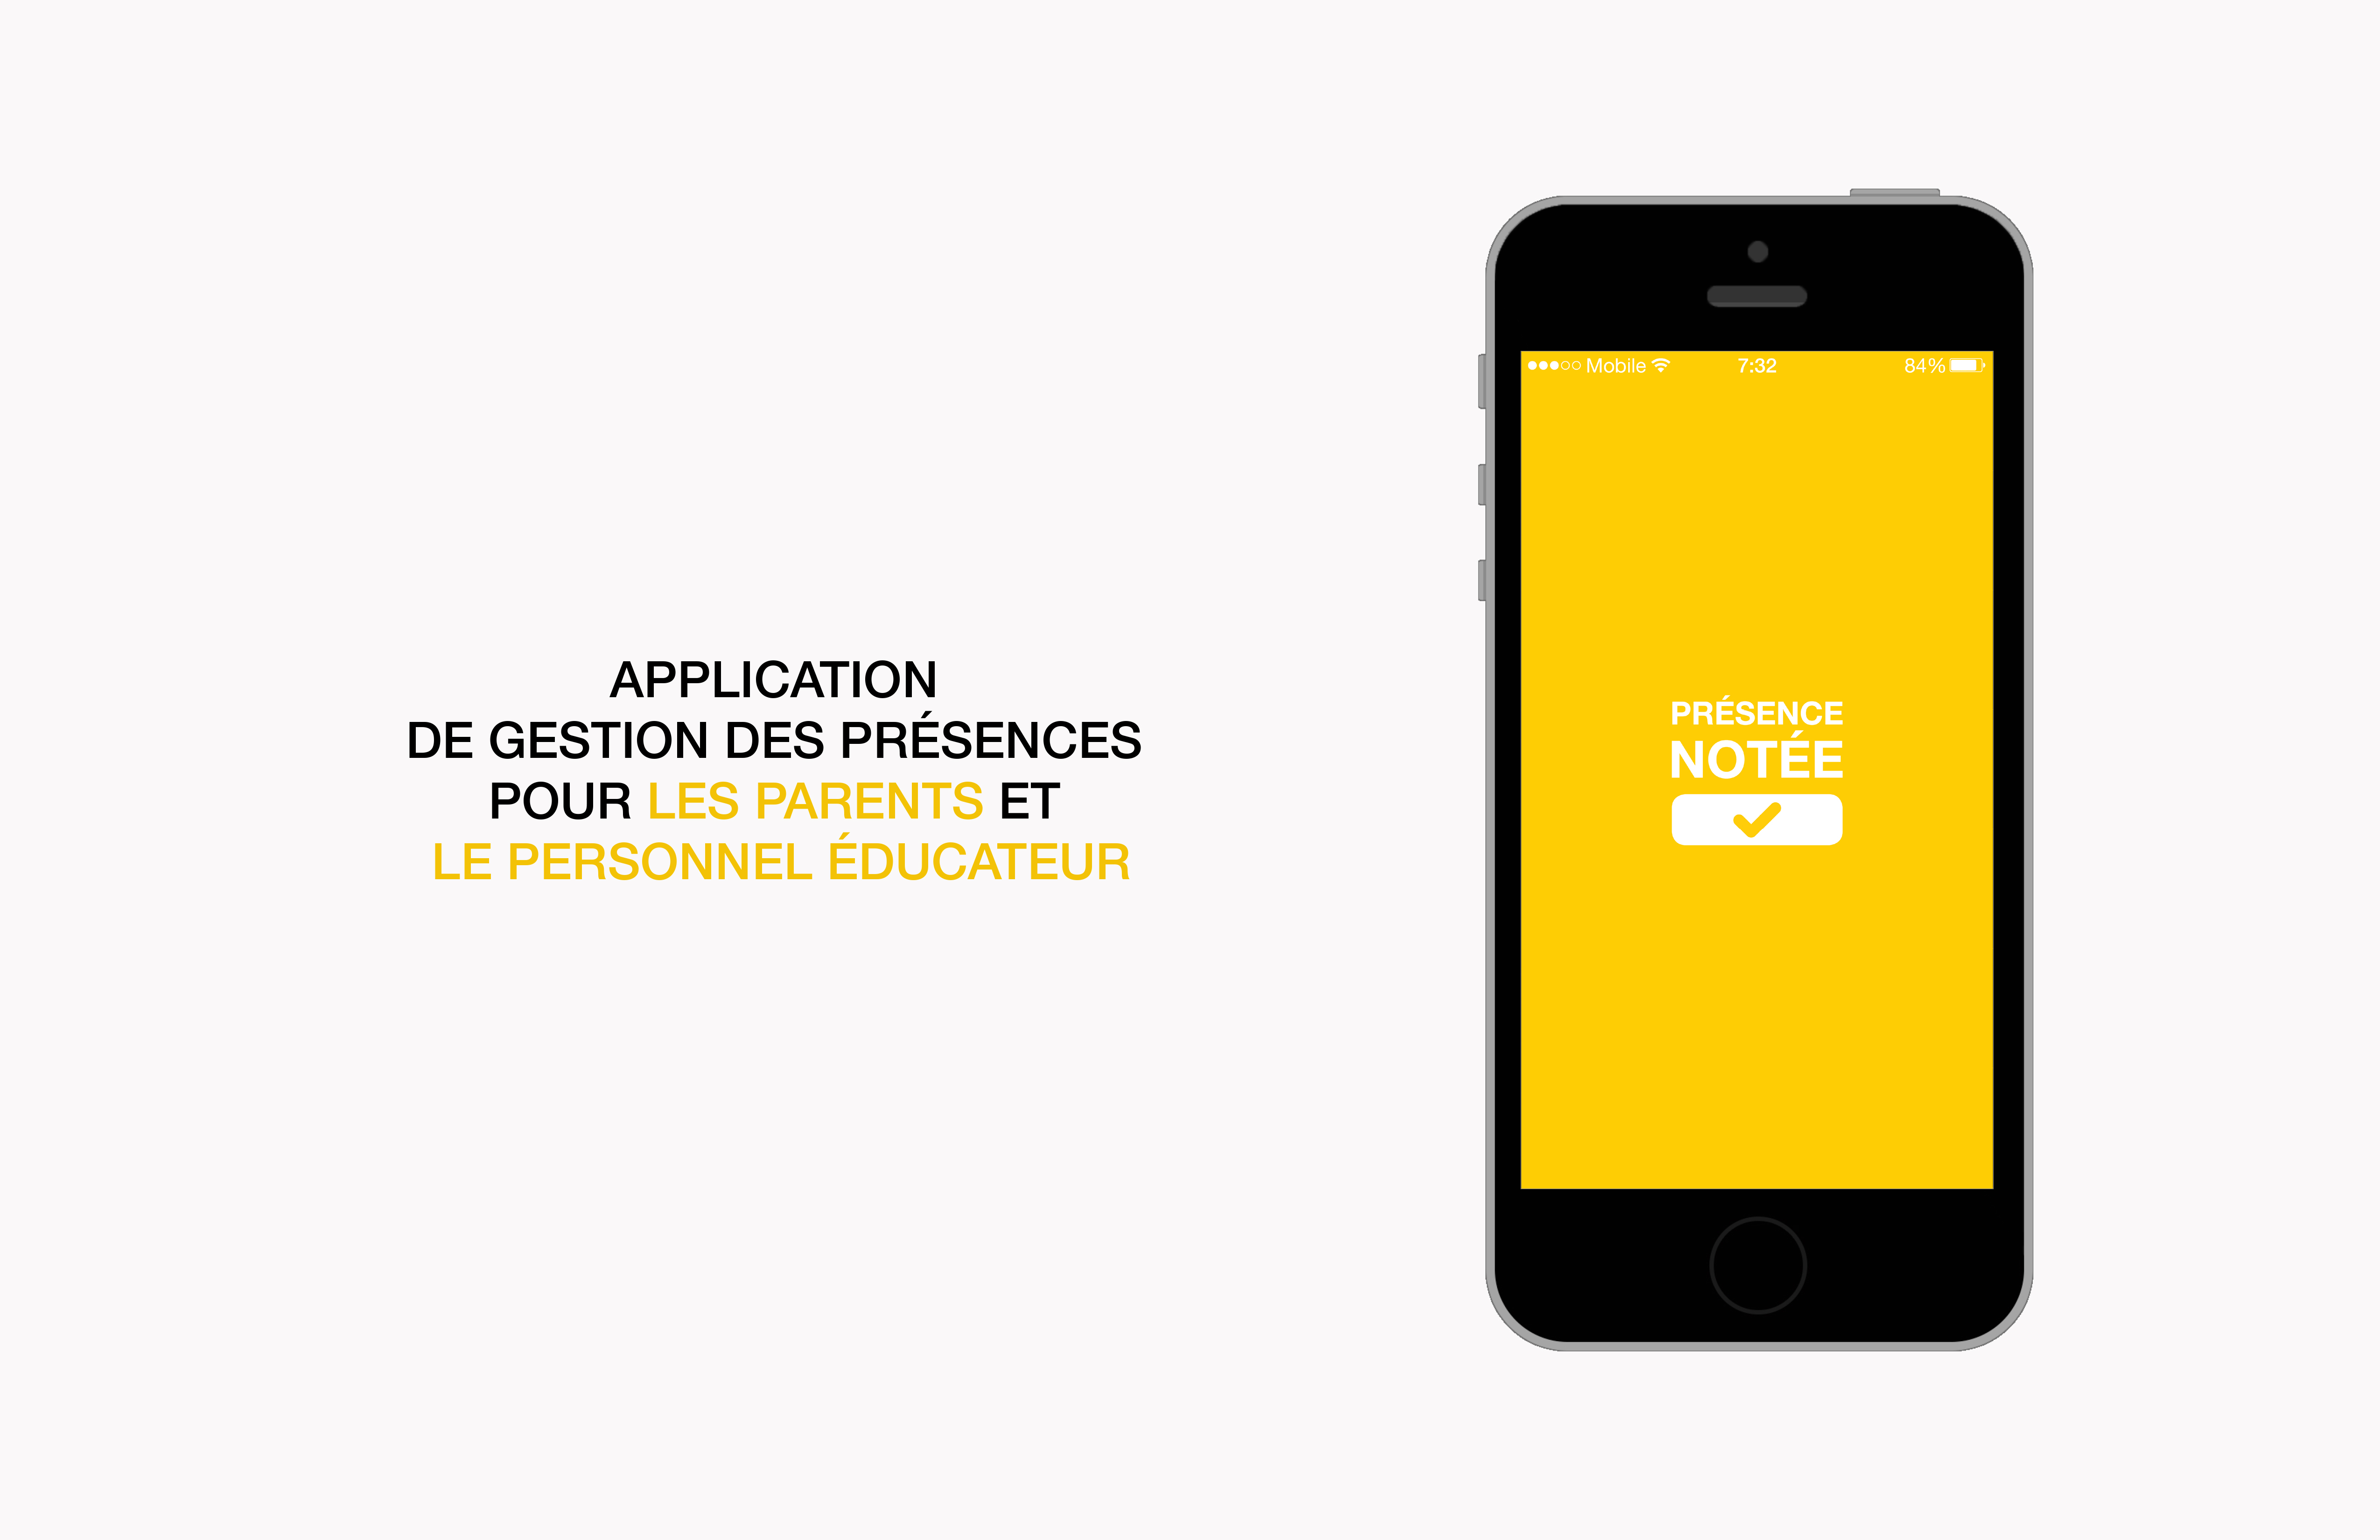 APPLICATION
DE GESTION DES PRÉSENCES
POUR LES PARENTS ET
LE PERSONNEL ÉDUCATEUR
Mobile 7:32 84%
PRÉSENCE
NOTÉE